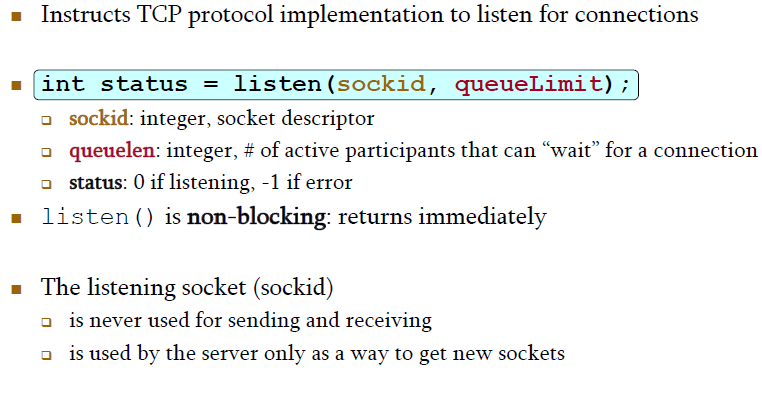 Instructs TCP protocol implementation to listen for connections
int status = listen(sockid, queueLimit);
sockid: integer, socket descriptor
queuelen: integer, # of active participants that can “wait” for a connection
status: 0 if listening, -1 if error
listen() is non-blocking: returns immediately
The listening socket (sockid)
is never used for sending and receiving
is used by the server only as a way to get new sockets